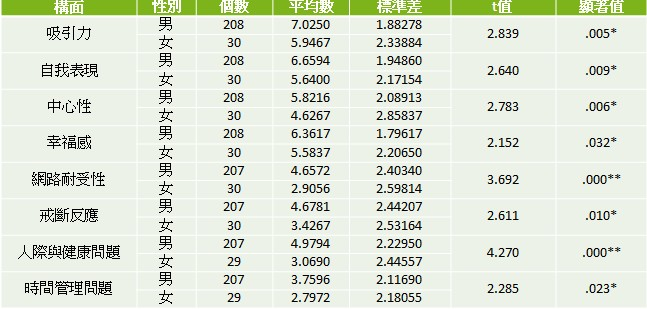 構面 性別 個數 平均數 標準差 t值 顯著值
吸引力 男 208 7.0250 1.88278 2.839 .005*
女 30 5.9467 2.33884
自我表現 男 208 6.6594 1.94860 2.640 .009*
女 30 5.6400 2.17154
中心性 男 208 5.8216 2.08913 2.783 .006*
女 30 4.6267 2.85837
幸福感 男 208 6.3617 1.79617 2.152 .032*
女 30 5.5837 2.20650
網路耐受性 男 207 4.6572 2.40340 3.692 .000**
女 30 2.9056 2.59814
戒斷反應 男 207 4.6781 2.44207 2.611 .010*
女 30 3.4267 2.53164
人際與健康問題 男 207 4.9794 2.22950 4.270 .000**
女 29 3.0690 2.44557
時間管理問題 男 207 3.7596 2.11690 2.285 .023*
女 29 2.7972 2.18055